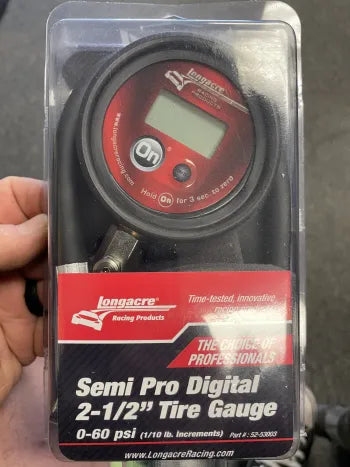 Longacre
RACING
PRODUCTS
www.longacreracing.com
On
Hold On for 3 sec. to zero
Longacre®
Racing Products
Time-tested, innovative
THE CHOICE OF
PROFESSIONALS
Semi Pro Digital
2-1/2" Tire Gauge
0-60 psi (1/10 lb. increments)
Part #: 52-53003
www.LongacreRacing.com